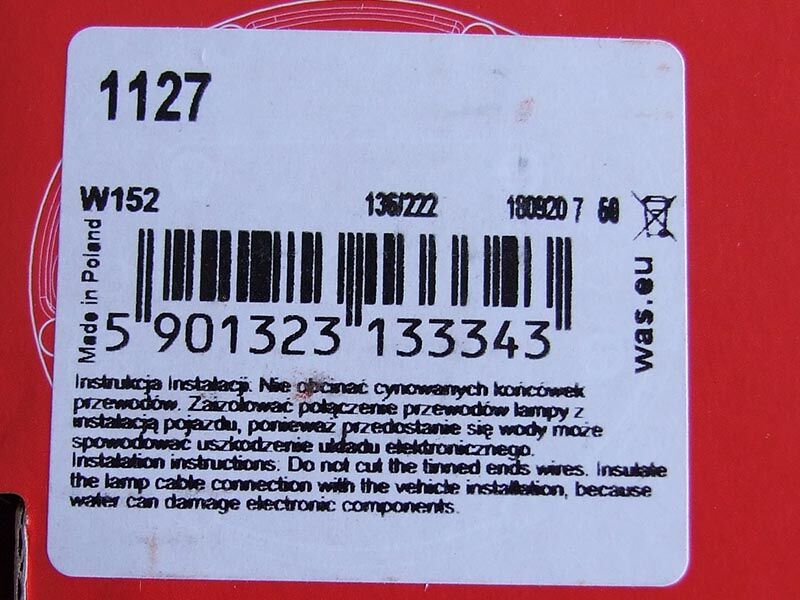 1127
W152 136/222 180920 7 60
Made in Poland
was.eu
5 901323 133343
Instrukcja instalacji. Nie obcinać cynowanych końcówek
przewodów. Zaizolować połączenie przewodów lampy z
instalacją pojazdu, ponieważ przedostanie się wody może
spowodować uszkodzenie układu elektronicznego.
Instalation instructions. Do not cut the tinned ends wires. Insulate
the lamp cable connection with the vehicle installation, because
water can damage electronic components.